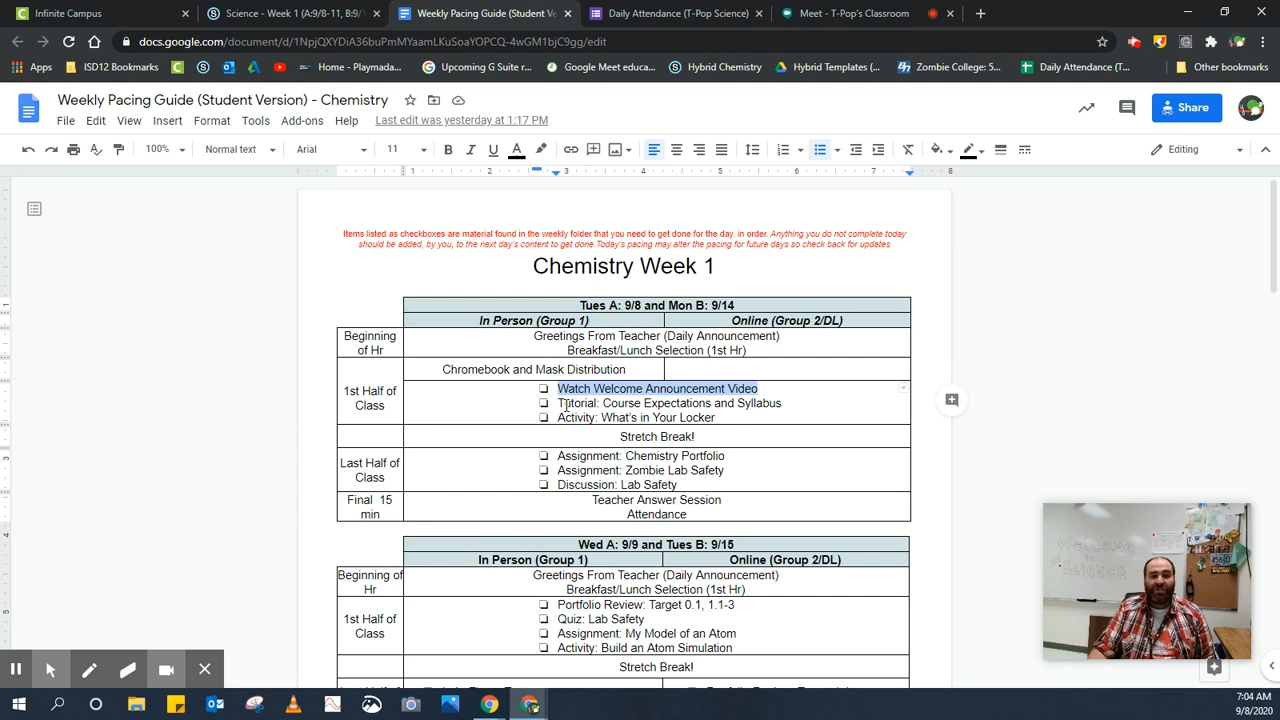 Infinite Campus
Science - Week 1 (A:9/8-11, B:9/1
Weekly Pacing Guide (Student Ve
Daily Attendance (T-Pop Science)
Meet - T-Pop's Classroom
docs.google.com/document/d/1NpjQXYDiA36buPmMYaamLKuSoaYOPCQ-4wGM1bjC9gg/edit
Apps
ISD12 Bookmarks
Home - Playmada...
Upcoming G Suite r...
Google Meet educa...
Hybrid Chemistry
Hybrid Templates (...
Zombie College: 5...
Daily Attendance (T...
Other bookmarks
Weekly Pacing Guide (Student Version) - Chemistry
File Edit View Insert Format Tools Add-ons Help Last edit was yesterday at 1:17 PM
Share
100% Normal text Arial 11 B I U A Editing
1 2 3 4 5 6 7 8
Items listed as checkboxes are material found in the weekly folder that you need to get done for the day, in order. Anything you do not complete today
should be added, by you, to the next day's content to get done.Today's pacing may alter the pacing for future days so check back for updates
Chemistry Week 1
Tues A: 9/8 and Mon B: 9/14
In Person (Group 1) Online (Group 2/DL)
Beginning of Hr
Greetings From Teacher (Daily Announcement)
Breakfast/Lunch Selection (1st Hr)
Chromebook and Mask Distribution
1st Half of Class
Watch Welcome Announcement Video
Tutorial: Course Expectations and Syllabus
Activity: What's in Your Locker
Stretch Break!
Last Half of Class
Assignment: Chemistry Portfolio
Assignment: Zombie Lab Safety
Discussion: Lab Safety
Final 15 min
Teacher Answer Session
Attendance
Wed A: 9/9 and Tues B: 9/15
In Person (Group 1) Online (Group 2/DL)
Beginning of Hr
Greetings From Teacher (Daily Announcement)
Breakfast/Lunch Selection (1st Hr)
1st Half of Class
Portfolio Review: Target 0.1, 1.1-3
Quiz: Lab Safety
Assignment: My Model of an Atom
Activity: Build an Atom Simulation
Stretch Break!
Welcome
Science
7:04 AM
9/8/2020